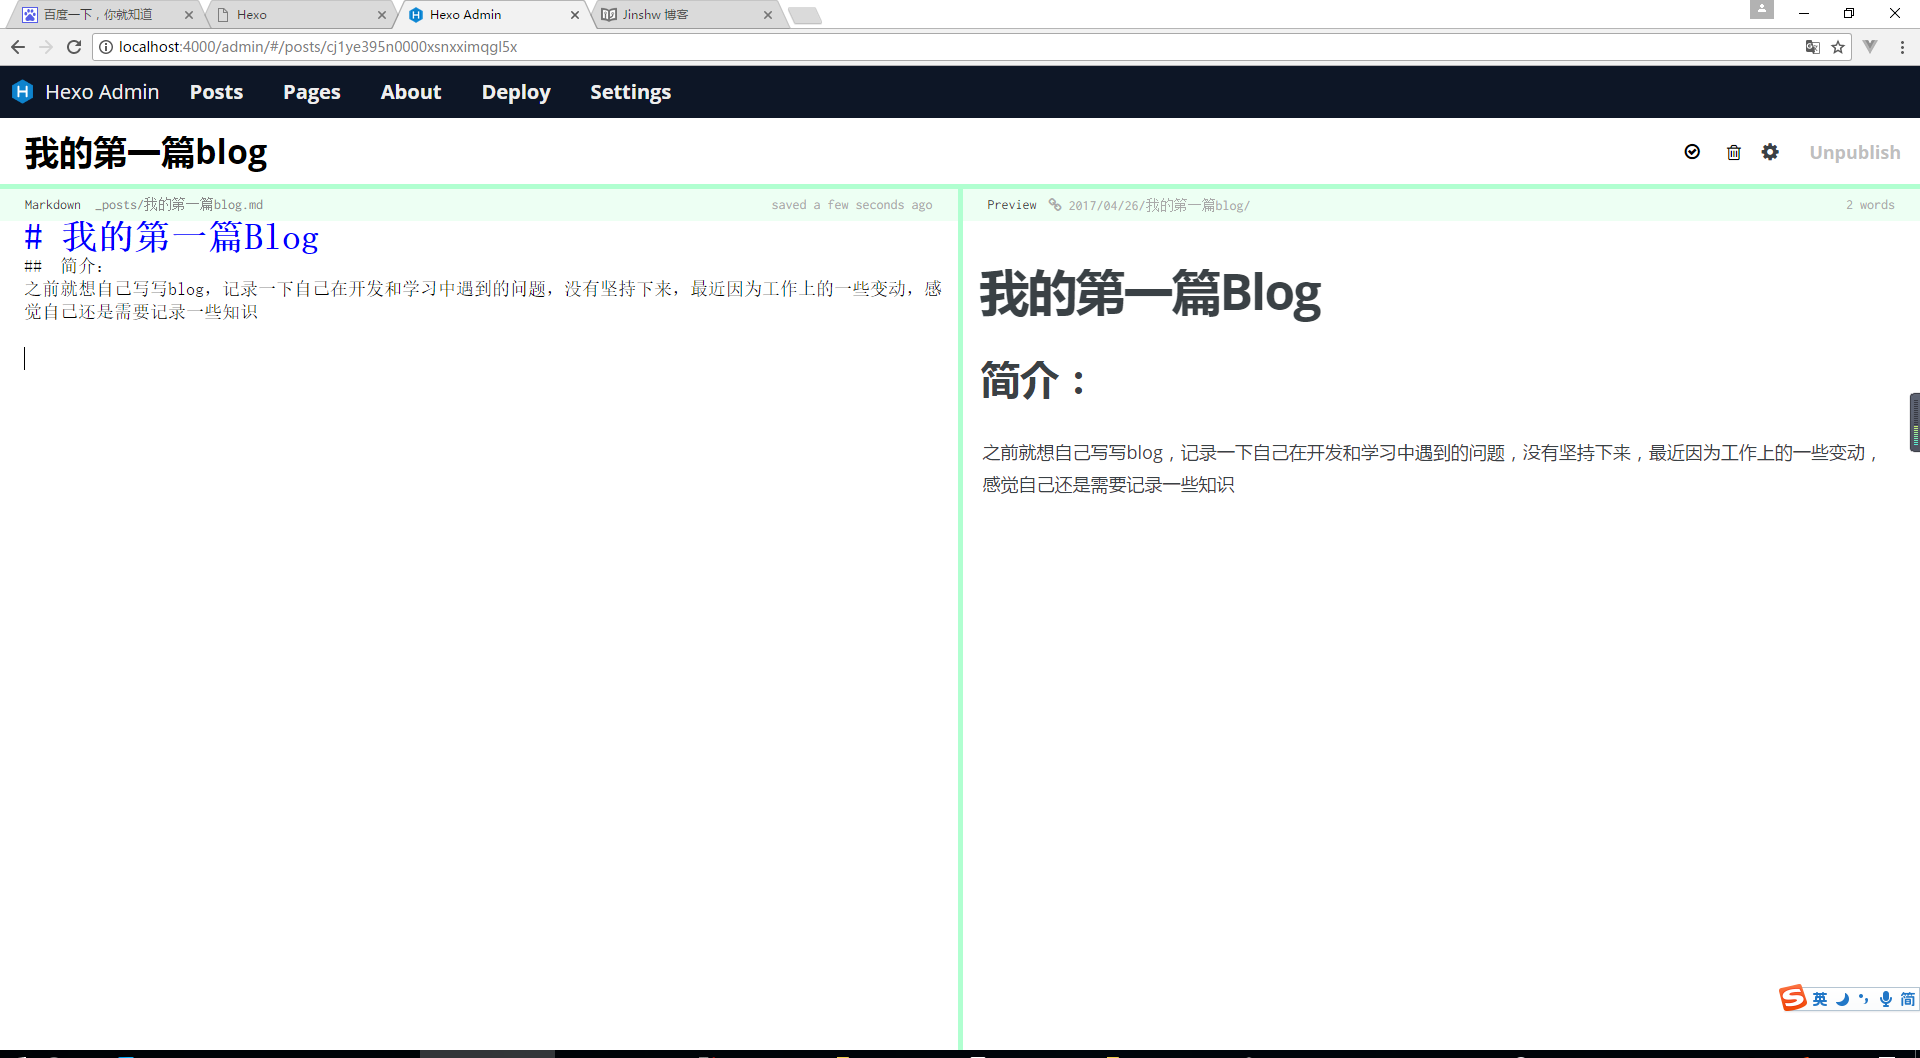 百度一下，你就知道
Hexo
Hexo Admin
Jinshw 博客
localhost:4000/admin/#/posts/cj1ye395n0000xsnxximqgl5x
Hexo Admin Posts Pages About Deploy Settings
我的第一篇blog
Unpublish
Markdown _posts/我的第一篇blog.md
saved a few seconds ago
# 我的第一篇Blog
## 简介：
之前就想自己写写blog，记录一下自己在开发和学习中遇到的问题，没有坚持下来，最近因为工作上的一些变动，感
觉自己还是需要记录一些知识
Preview 2017/04/26/我的第一篇blog/
2 words
我的第一篇Blog
简介：
之前就想自己写写blog，记录一下自己在开发和学习中遇到的问题，没有坚持下来，最近因为工作上的一些变动，
感觉自己还是需要记录一些知识
英 简